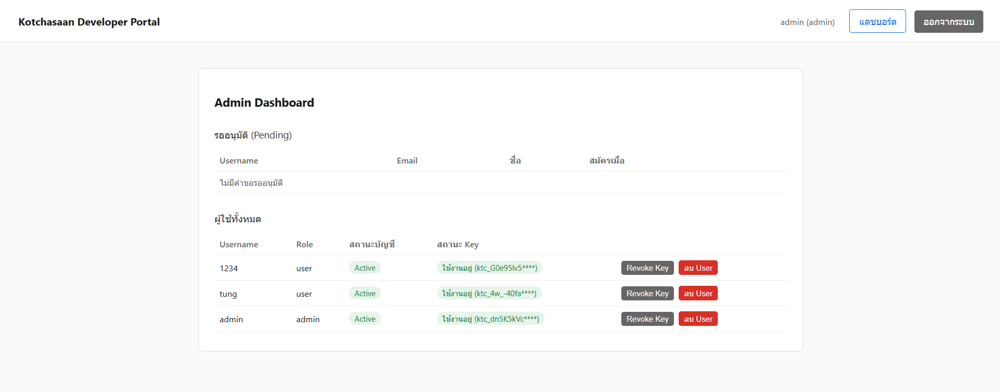 Kotchasaan Developer Portal
admin (admin)
แดชบอร์ด
ออกจากระบบ
Admin Dashboard
รออนุมัติ (Pending)
Username Email ชื่อ สมัครเมื่อ
ไม่มีคำขอรออนุมัติ
ผู้ใช้ทั้งหมด
Username Role สถานะบัญชี สถานะ Key
1234 user Active ใช้งานอยู่ (ktc_G0e95Iv5****) Revoke Key ลบ User
tung user Active ใช้งานอยู่ (ktc_4w_-40fa****) Revoke Key ลบ User
admin admin Active ใช้งานอยู่ (ktc_dn5K5kVc****) Revoke Key ลบ User